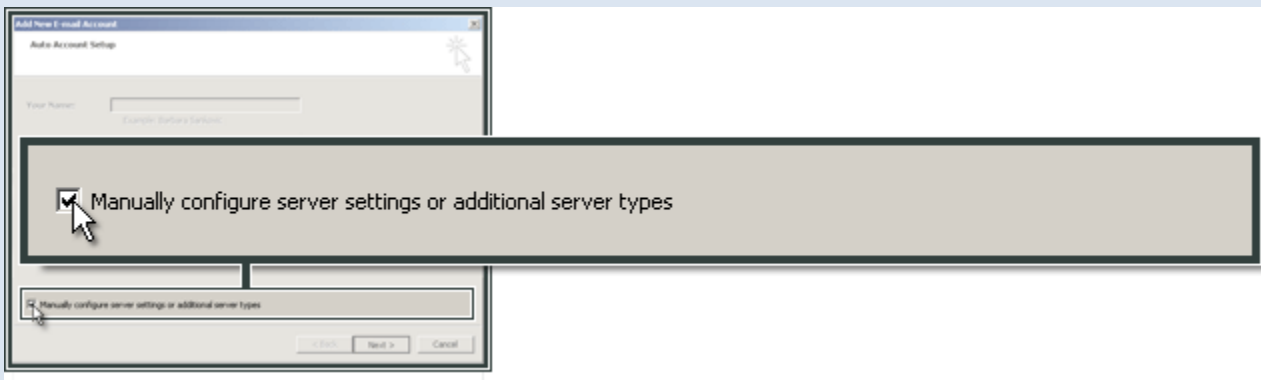 Add New E-mail Account
Auto Account Setup
Your Name:
Example: Barbara Sankovic
Manually configure server settings or additional server types
Manually configure server settings or additional server types
< Back
Next >
Cancel